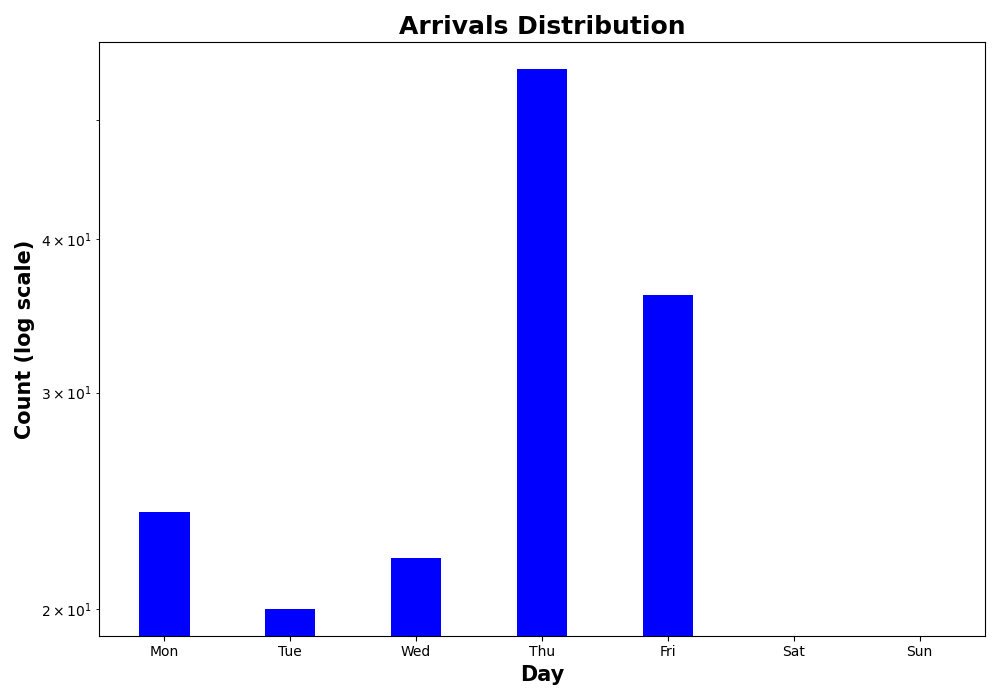 Arrivals Distribution
Count (log scale)
4 × 10¹
3 × 10¹
2 × 10¹
Mon Tue Wed Thu Fri Sat Sun
Day